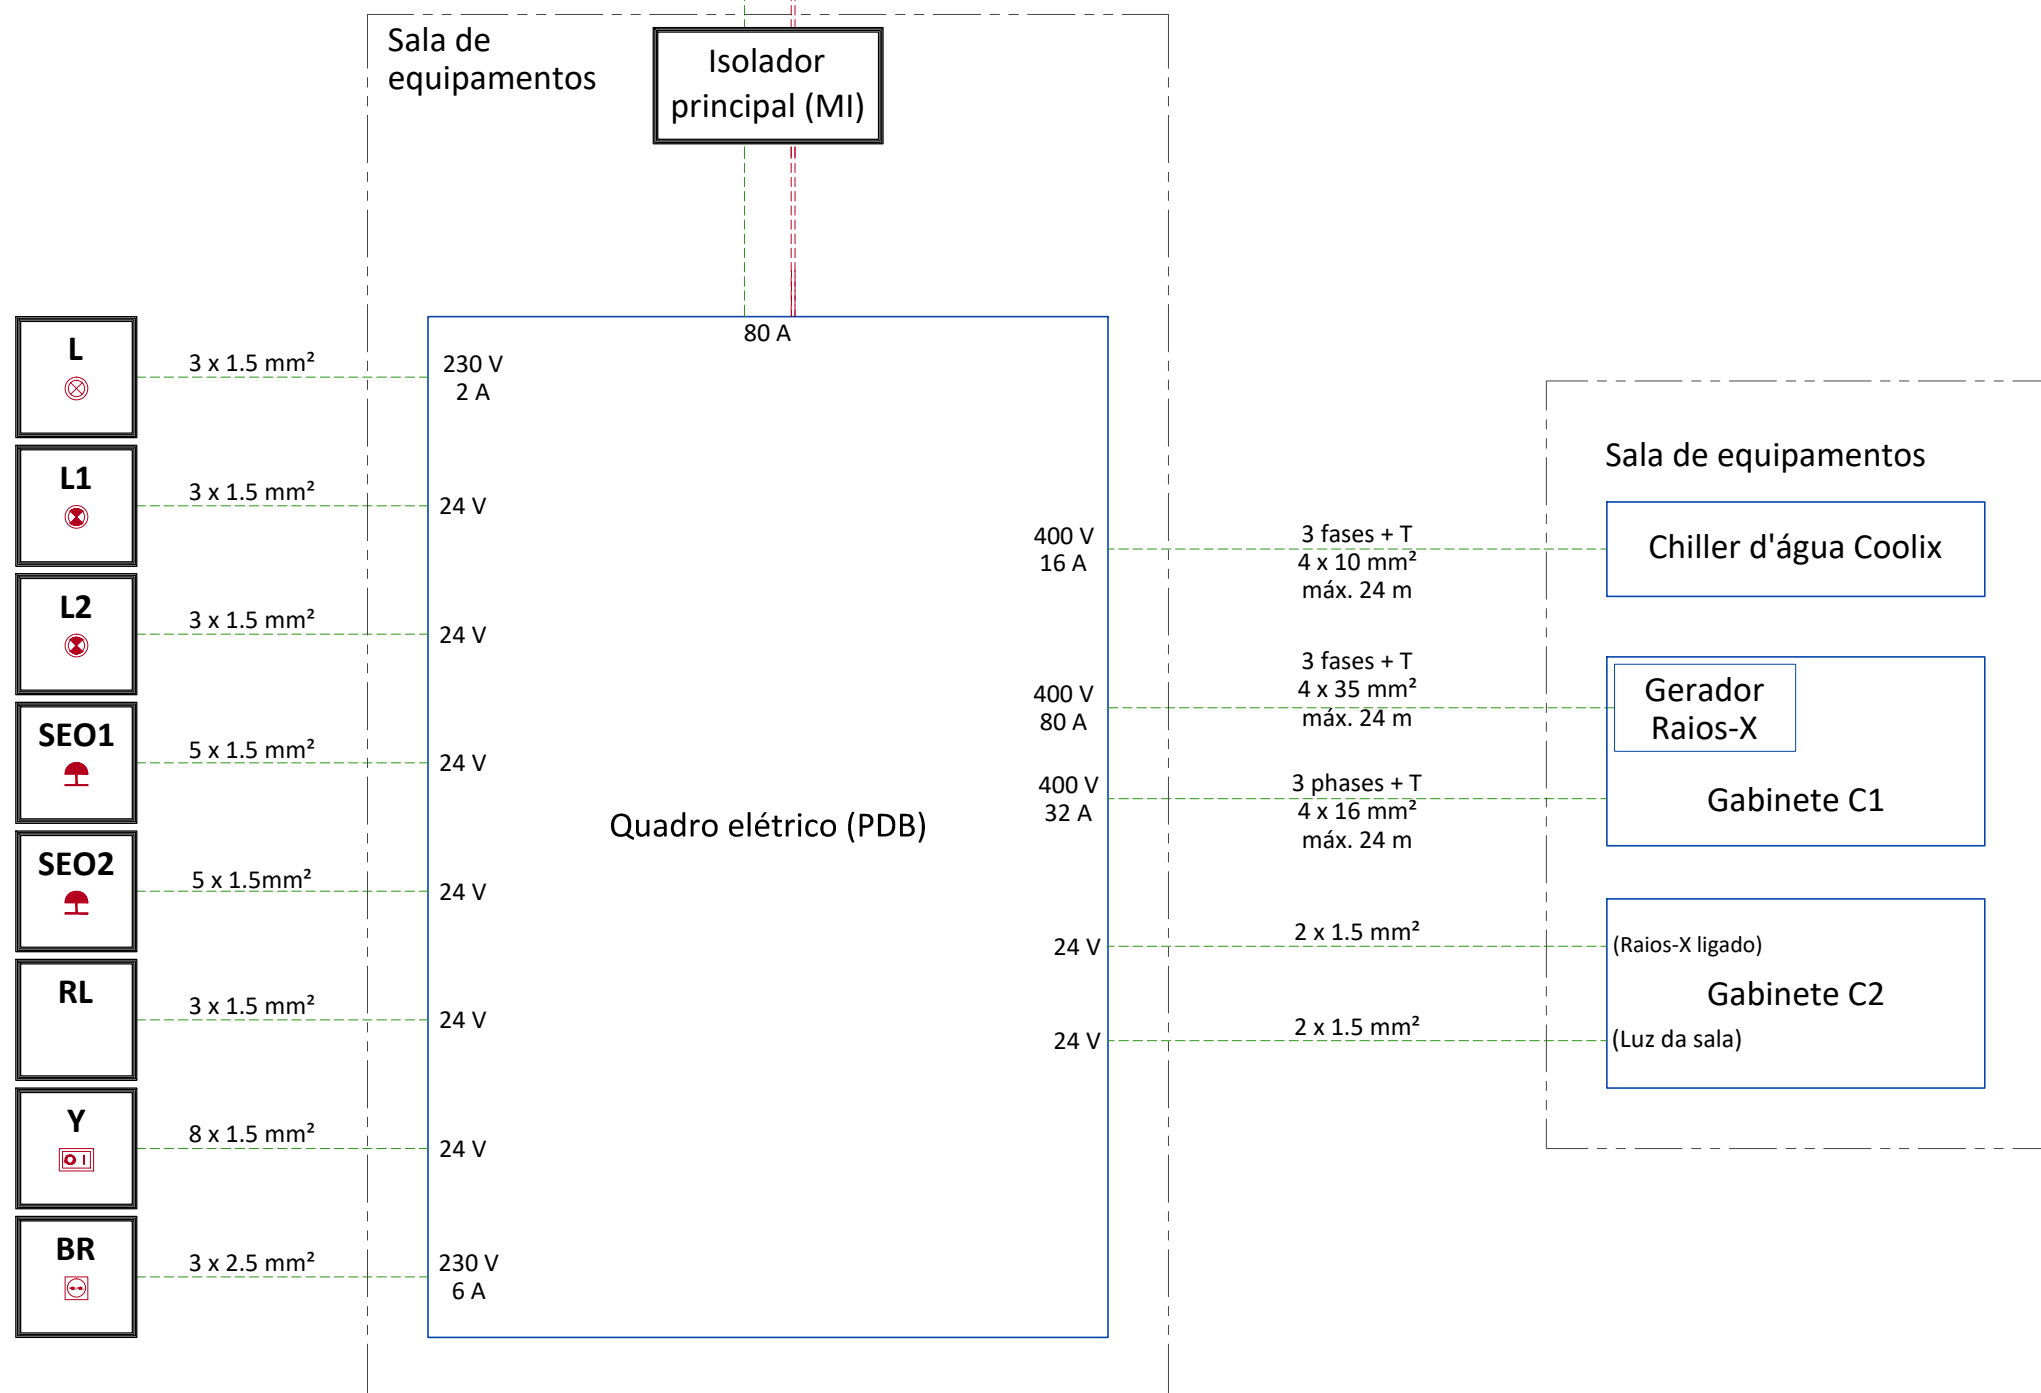 Sala de
equipamentos
Isolador
principal (MI)
80 A
L
3 x 1.5 mm²
230 V
2 A
L1
3 x 1.5 mm²
24 V
L2
3 x 1.5 mm²
24 V
SEO1
5 x 1.5 mm²
24 V
SEO2
5 x 1.5mm²
24 V
RL
3 x 1.5 mm²
24 V
Y
8 x 1.5 mm²
24 V
BR
3 x 2.5 mm²
230 V
6 A
Quadro elétrico (PDB)
400 V
16 A
3 fases + T
4 x 10 mm²
máx. 24 m
400 V
80 A
3 fases + T
4 x 35 mm²
máx. 24 m
400 V
32 A
3 phases + T
4 x 16 mm²
máx. 24 m
24 V
2 x 1.5 mm²
24 V
2 x 1.5 mm²
Sala de equipamentos
Chiller d'água Coolix
Gerador
Raios-X
Gabinete C1
(Raios-X ligado)
Gabinete C2
(Luz da sala)